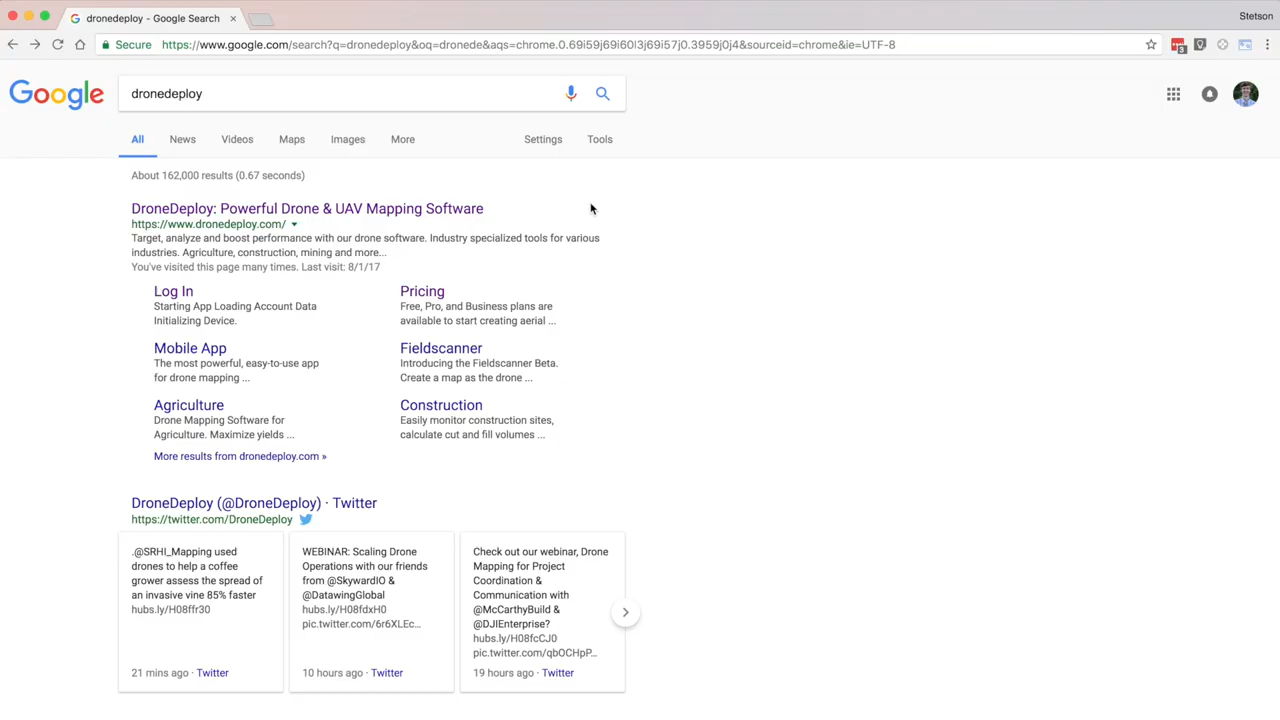 dronedeploy - Google Search
Stetson
Secure https://www.google.com/search?q=dronedeploy&oq=dronede&aqs=chrome.0.69i59j69i60l3j69i57j0.3959j0j4&sourceid=chrome&ie=UTF-8
3
Google
dronedeploy
All News Videos Maps Images More Settings Tools
About 162,000 results (0.67 seconds)
DroneDeploy: Powerful Drone & UAV Mapping Software
https://www.dronedeploy.com/
Target, analyze and boost performance with our drone software. Industry specialized tools for various
industries. Agriculture, construction, mining and more...
You've visited this page many times. Last visit: 8/1/17
Log In
Starting App Loading Account Data
Initializing Device.
Pricing
Free, Pro, and Business plans are
available to start creating aerial ...
Mobile App
The most powerful, easy-to-use app
for drone mapping ...
Fieldscanner
Introducing the Fieldscanner Beta.
Create a map as the drone ...
Agriculture
Drone Mapping Software for
Agriculture. Maximize yields ...
Construction
Easily monitor construction sites,
calculate cut and fill volumes ...
More results from dronedeploy.com »
DroneDeploy (@DroneDeploy) · Twitter
https://twitter.com/DroneDeploy
.@SRHI_Mapping used
drones to help a coffee
grower assess the spread of
an invasive vine 85% faster
hubs.ly/H08ffr30
21 mins ago · Twitter
WEBINAR: Scaling Drone
Operations with our friends
from @SkywardIO &
@DatawingGlobal
hubs.ly/H08fdxH0
pic.twitter.com/6r6XLEc...
10 hours ago · Twitter
Check out our webinar, Drone
Mapping for Project
Coordination &
Communication with
@McCarthyBuild &
@DJIEnterprise?
hubs.ly/H08fcCJ0
pic.twitter.com/qbOCHpP...
19 hours ago · Twitter